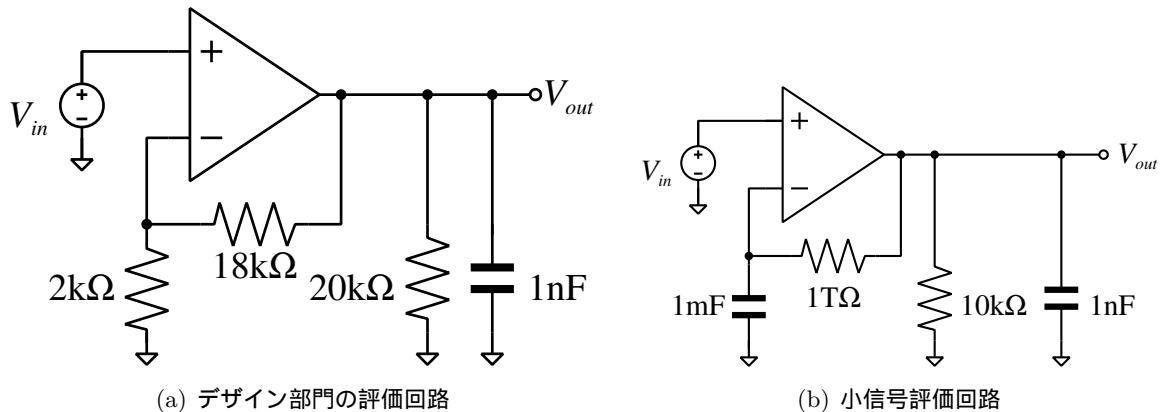 +
−
+
−
V_in
V_out
18kΩ
2kΩ
20kΩ
1nF
(a) デザイン部門の評価回路
+
−
+
−
V_in
V_out
1TΩ
1mF
10kΩ
1nF
(b) 小信号評価回路